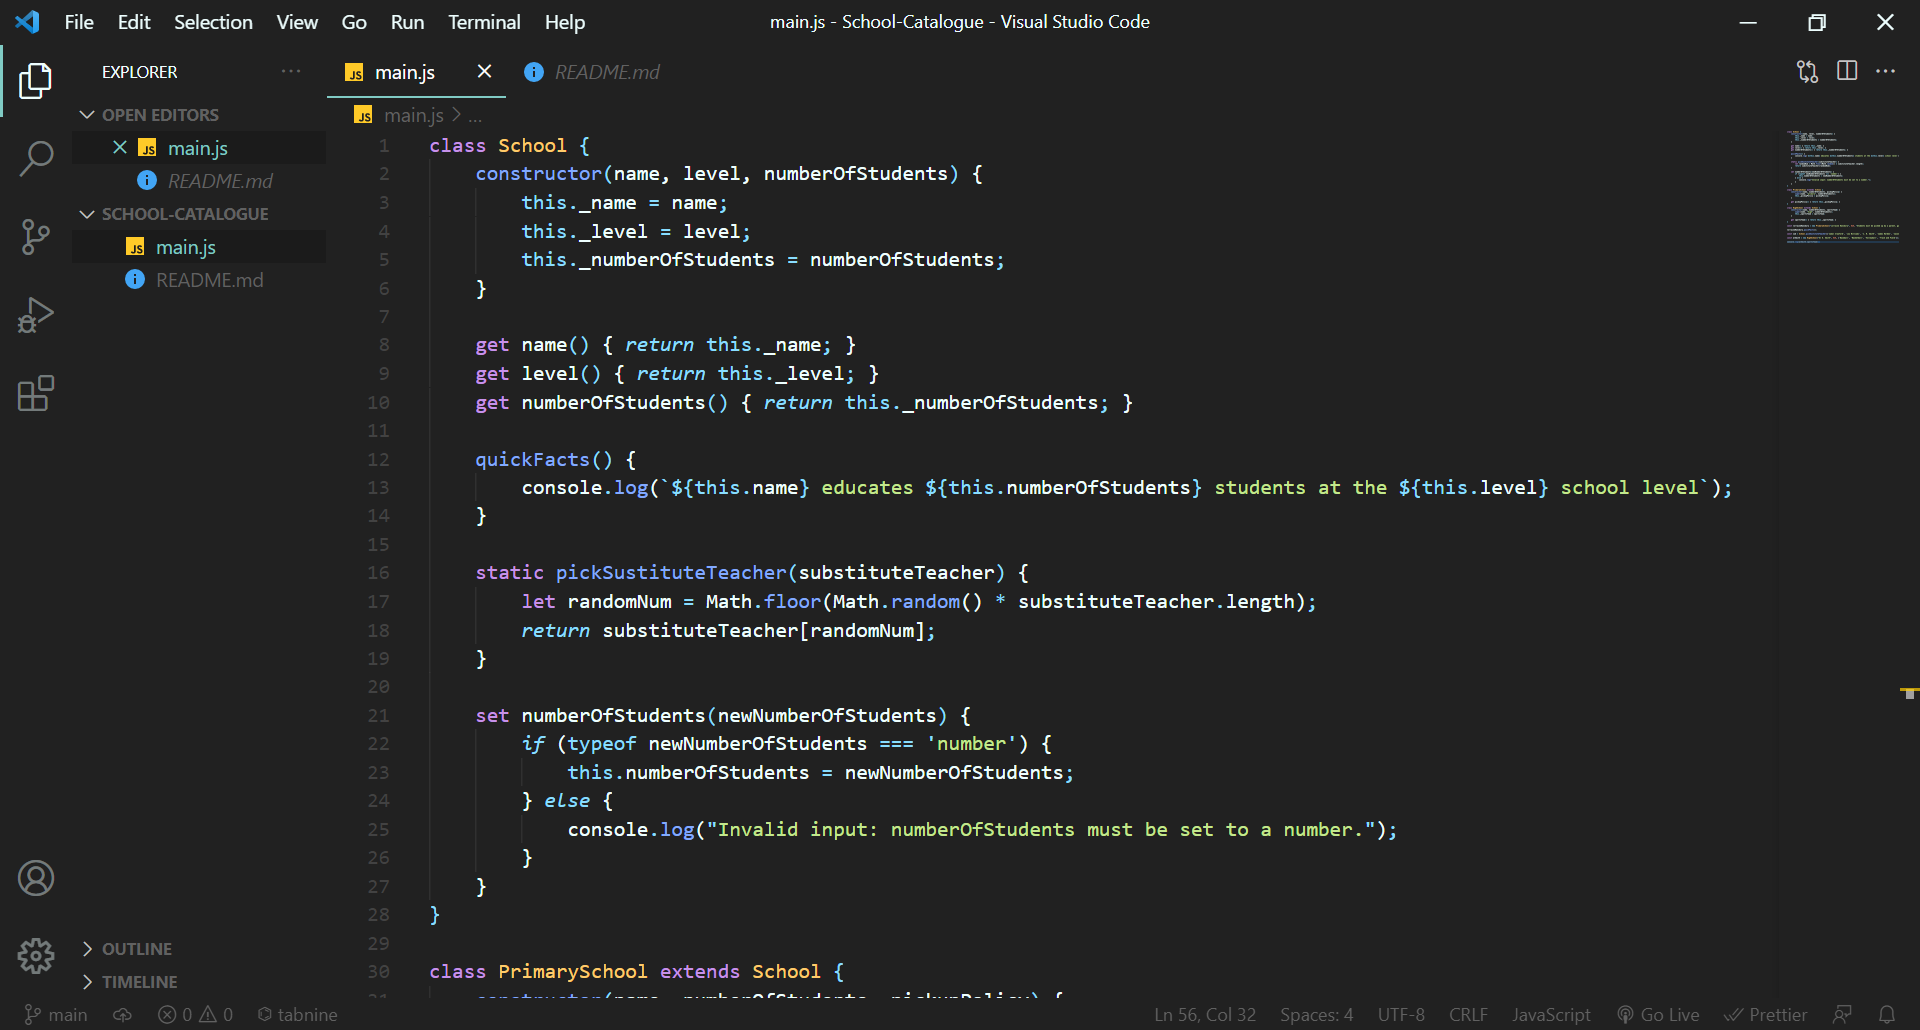 File Edit Selection View Go Run Terminal Help
main.js - School-Catalogue - Visual Studio Code
EXPLORER
OPEN EDITORS
main.js
README.md
SCHOOL-CATALOGUE
main.js
README.md
OUTLINE
TIMELINE
main.js README.md
main.js > ...
1 class School {
2 constructor(name, level, numberOfStudents) {
3 this._name = name;
4 this._level = level;
5 this._numberOfStudents = numberOfStudents;
6 }
7
8 get name() { return this._name; }
9 get level() { return this._level; }
10 get numberOfStudents() { return this._numberOfStudents; }
11
12 quickFacts() {
13 console.log(`${this.name} educates ${this.numberOfStudents} students at the ${this.level} school level`);
14 }
15
16 static pickSustituteTeacher(substituteTeacher) {
17 let randomNum = Math.floor(Math.random() * substituteTeacher.length);
18 return substituteTeacher[randomNum];
19 }
20
21 set numberOfStudents(newNumberOfStudents) {
22 if (typeof newNumberOfStudents === 'number') {
23 this.numberOfStudents = newNumberOfStudents;
24 } else {
25 console.log("Invalid input: numberOfStudents must be set to a number.");
26 }
27 }
28 }
29
30 class PrimarySchool extends School {
31 constructor(name, numberOfStudents, pickupPolicy) {
main 0 0 tabnine Ln 56, Col 32 Spaces: 4 UTF-8 CRLF JavaScript Go Live Prettier